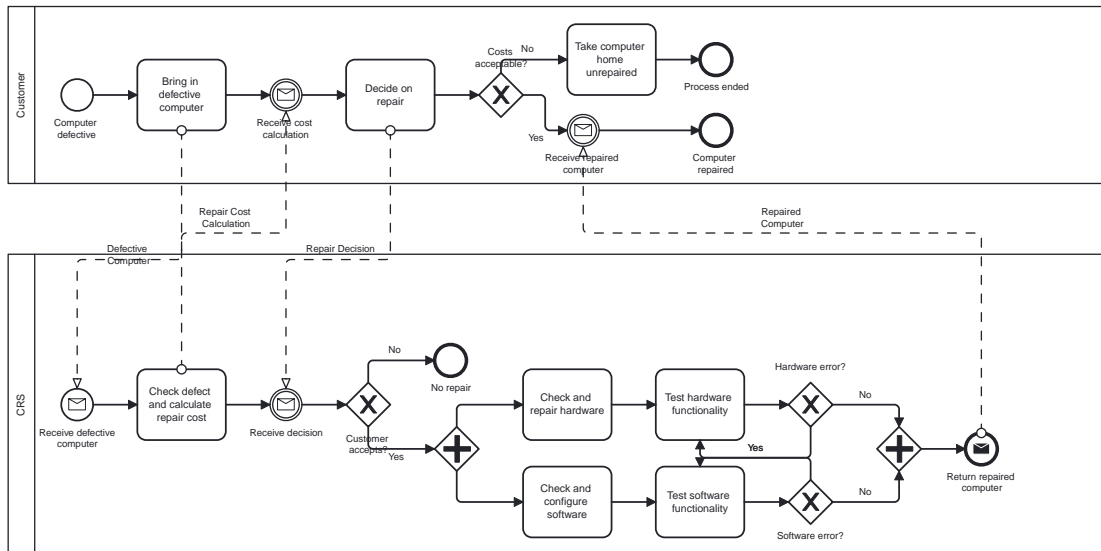 Customer
Computer
defective
Bring in
defective
computer
Receive cost
calculation
Decide on
repair
Costs
acceptable?
No
Take computer
home
unrepaired
Process ended
Yes
Receive repaired
computer
Computer
repaired
Repair Cost
Calculation
Repaired
Computer
Defective
Computer
Repair Decision
CRS
Receive defective
computer
Check defect
and calculate
repair cost
Receive decision
Customer
accepts?
No
No repair
Yes
Check and
repair hardware
Test hardware
functionality
Hardware error?
No
Yes
Check and
configure
software
Test software
functionality
Software error?
No
Return repaired
computer